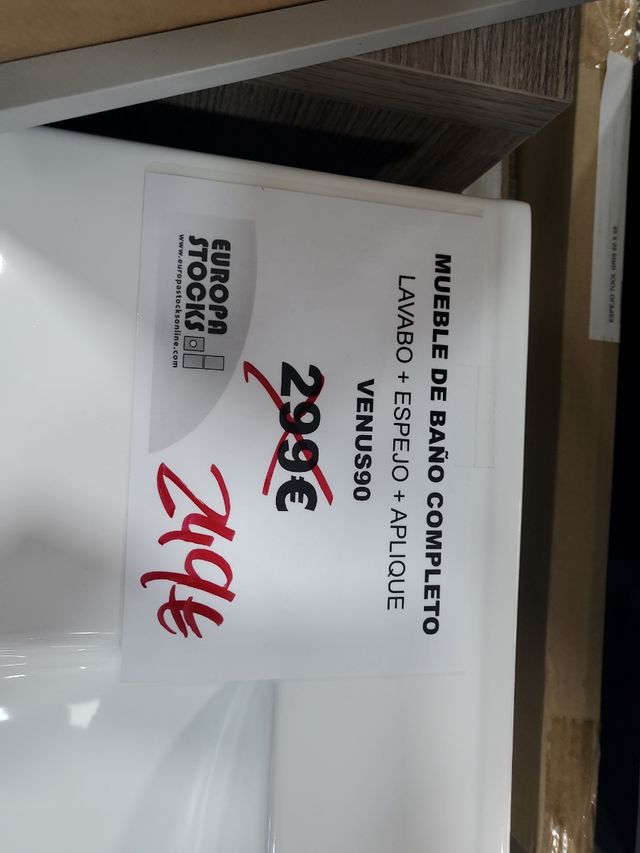 MUEBLE DE BAÑO COMPLETO
LAVABO + ESPEJO + APLIQUE
VENUS90
299€
249€
EUROPA
STOCKS
www.europastocksonline.com